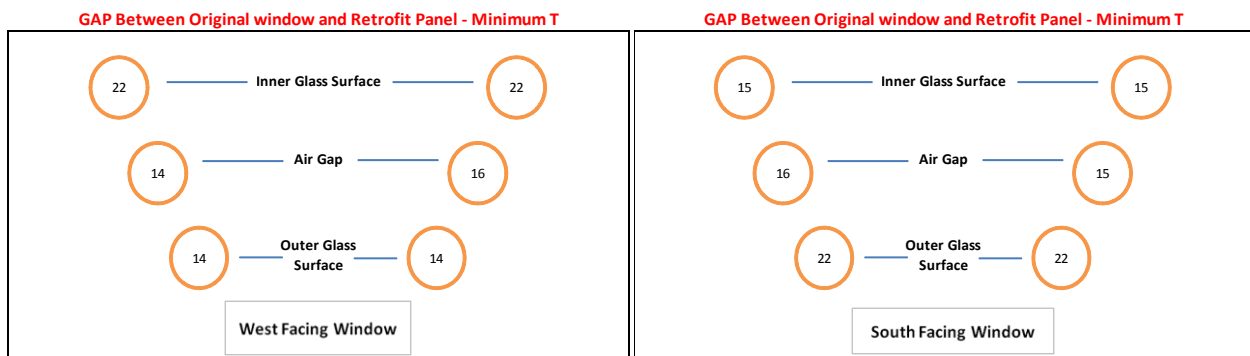 GAP Between Original window and Retrofit Panel - Minimum T
22
Inner Glass Surface
22
14
Air Gap
16
14
Outer Glass
Surface
14
West Facing Window
GAP Between Original window and Retrofit Panel - Minimum T
15
Inner Glass Surface
15
16
Air Gap
15
22
Outer Glass
Surface
22
South Facing Window